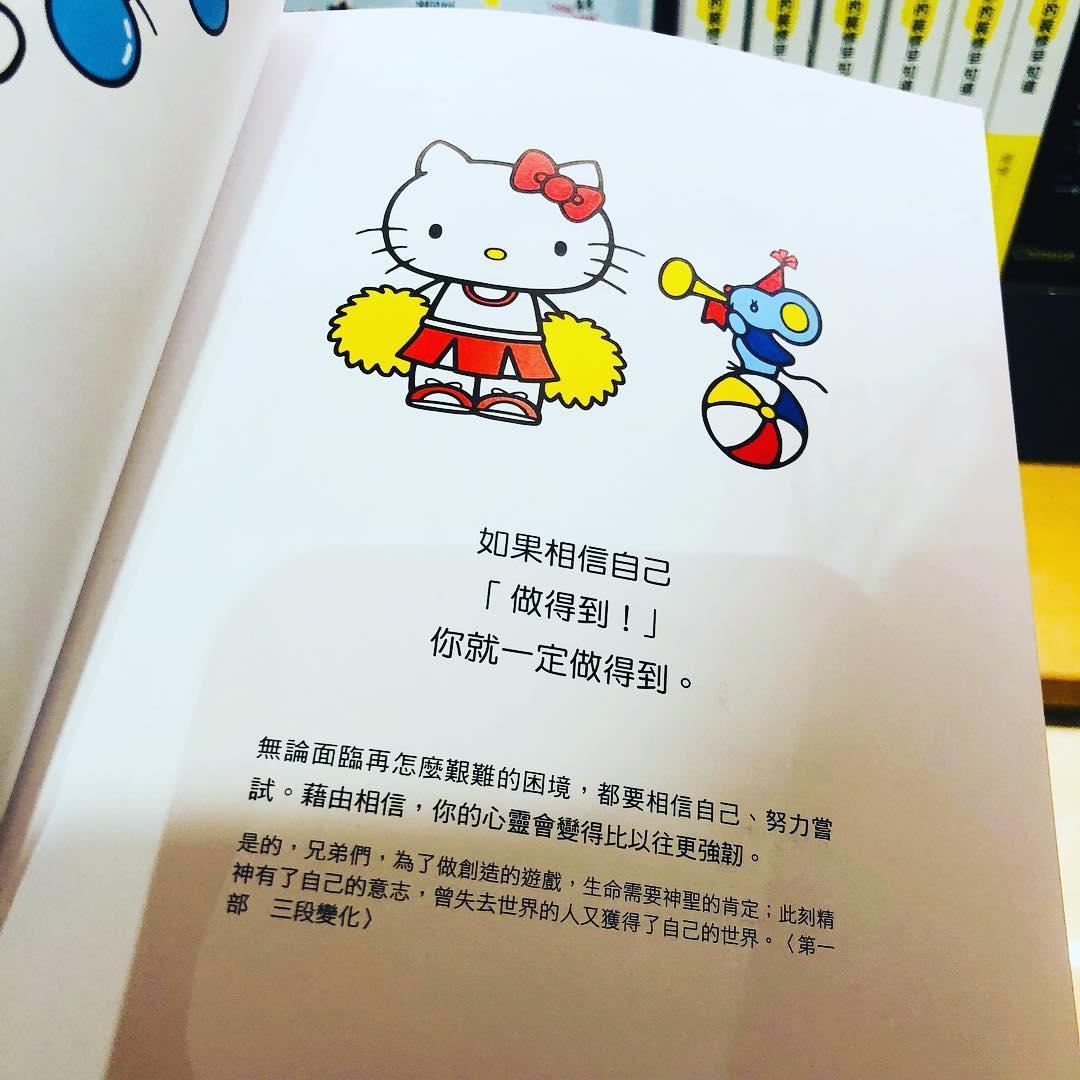 如果相信自己
「做得到！」
你就一定做得到。
無論面臨再怎麼艱難的困境，都要相信自己、努力嘗
試。藉由相信，你的心靈會變得比以往更強韌。
是的，兄弟們，為了做創造的遊戲，生命需要神聖的肯定；此刻精
神有了自己的意志，曾失去世界的人又獲得了自己的世界。〈第一
部　三段變化〉